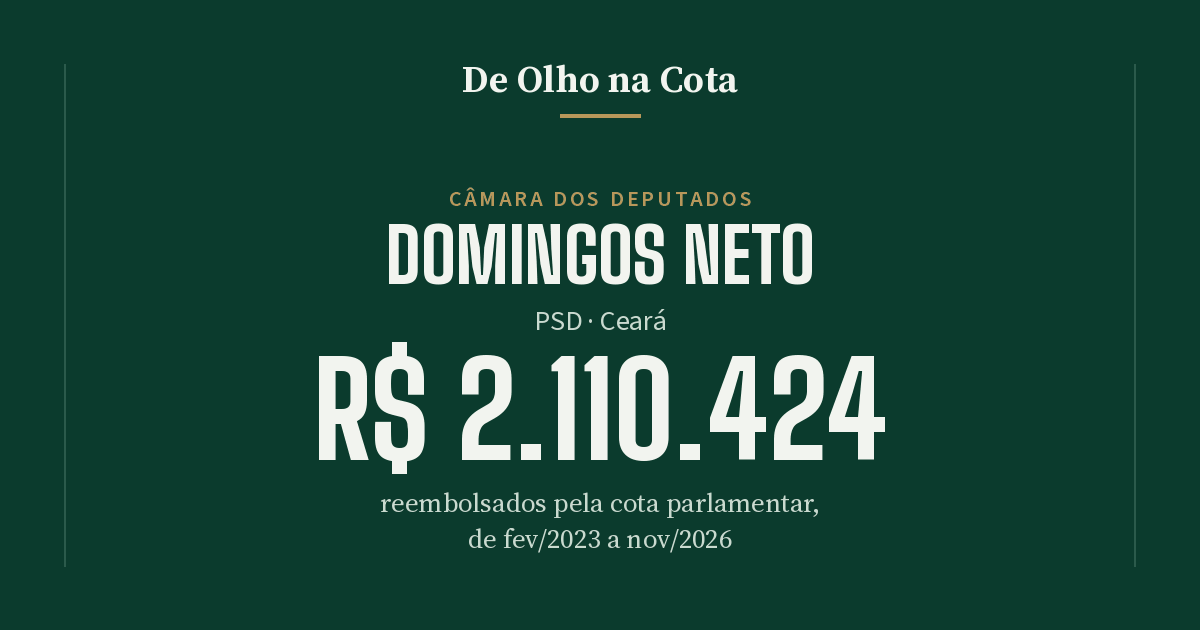 De Olho na Cota
CÂMARA DOS DEPUTADOS
DOMINGOS NETO
PSD · Ceará
R$ 2.110.424
reembolsados pela cota parlamentar,
de fev/2023 a nov/2026